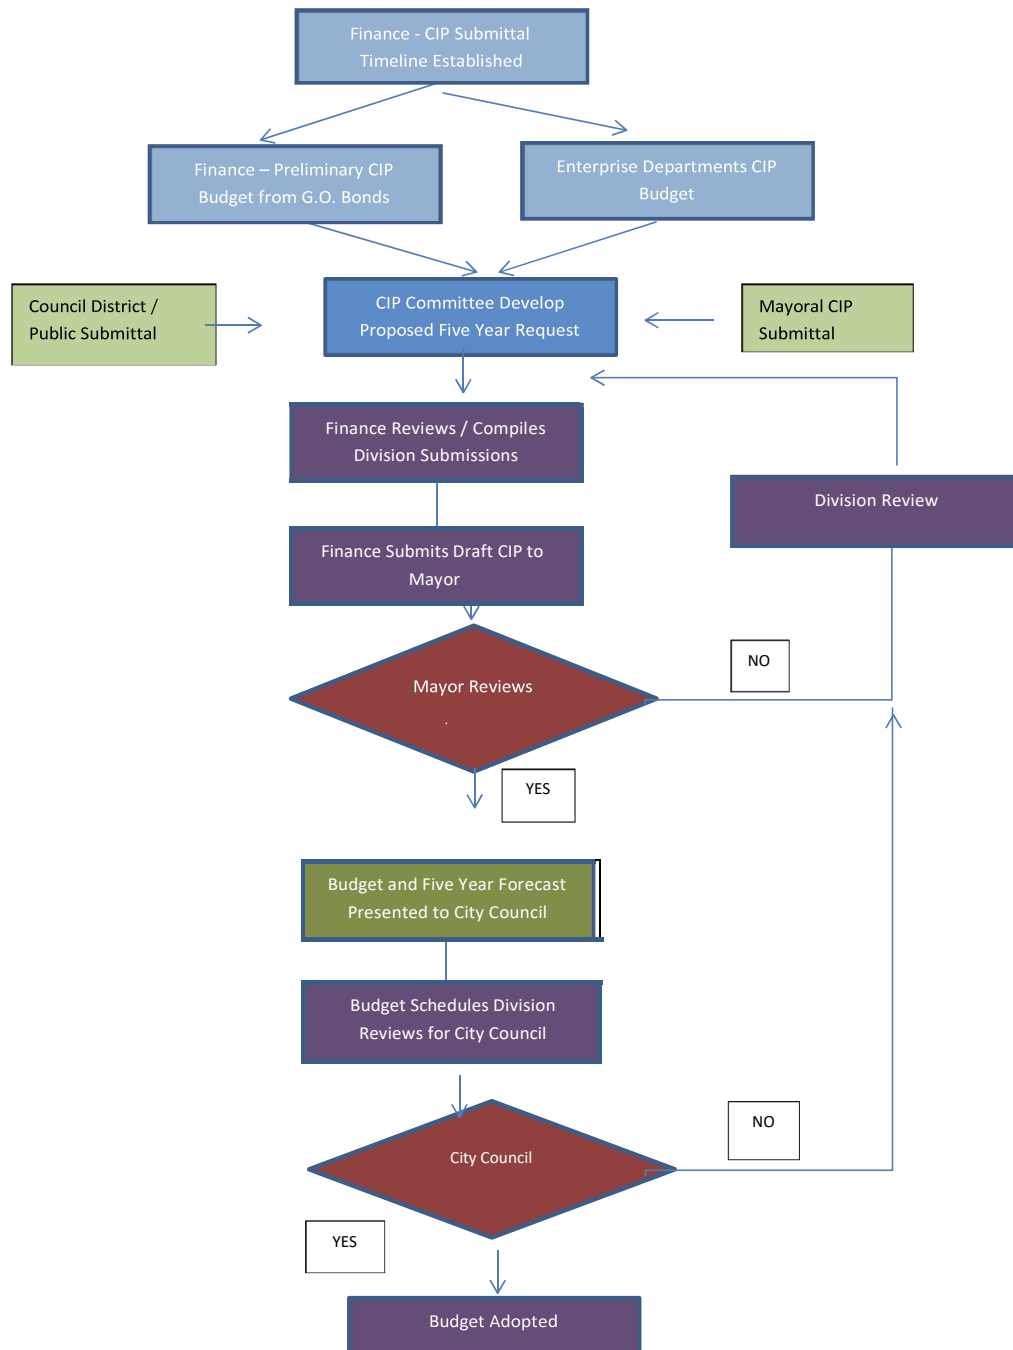 Finance - CIP Submittal
Timeline Established
Finance – Preliminary CIP
Budget from G.O. Bonds
Enterprise Departments CIP
Budget
Council District /
Public Submittal
CIP Committee Develop
Proposed Five Year Request
Mayoral CIP
Submittal
Finance Reviews / Compiles
Division Submissions
Division Review
Finance Submits Draft CIP to
Mayor
NO
Mayor Reviews
.
YES
Budget and Five Year Forecast
Presented to City Council
Budget Schedules Division
Reviews for City Council
NO
City Council
YES
Budget Adopted